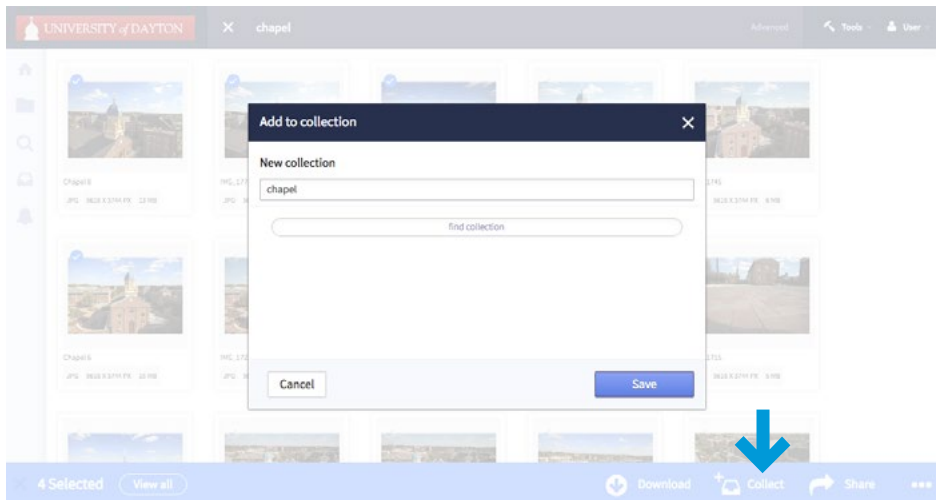 UNIVERSITY of DAYTON
chapel
Advanced
Tools
User
Add to collection
New collection
chapel
find collection
Cancel
Save
Chapel 8
Chapel 6
4 Selected
View all
Download
Collect
Share